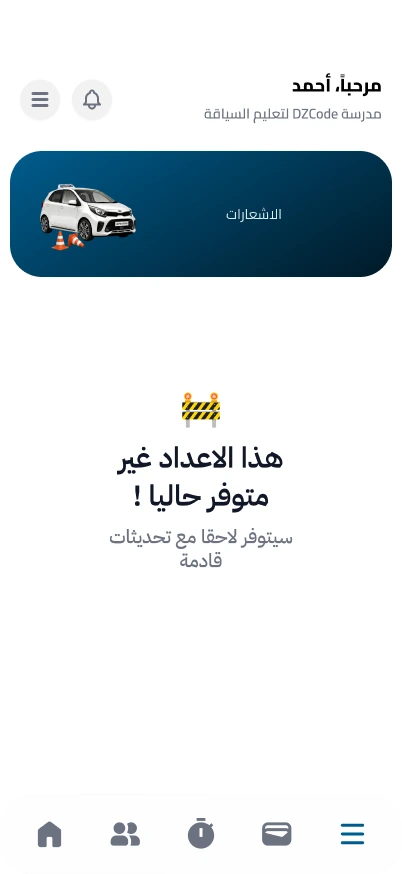 مرحباً، أحمد
مدرسة DZCode لتعليم السياقة
الاشعارات
هذا الاعداد غير
متوفر حاليا !
سيتوفر لاحقا مع تحديثات
قادمة